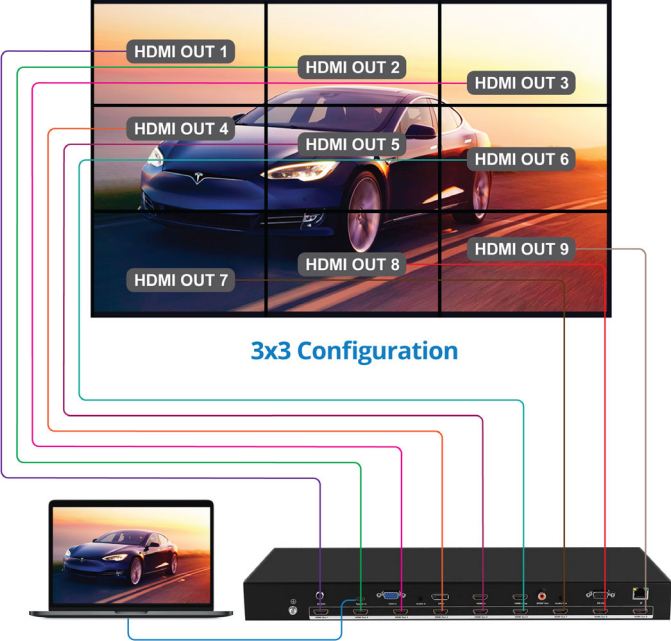 HDMI OUT 1
HDMI OUT 2
HDMI OUT 3
HDMI OUT 4
HDMI OUT 5
HDMI OUT 6
HDMI OUT 7
HDMI OUT 8
HDMI OUT 9
3x3 Configuration